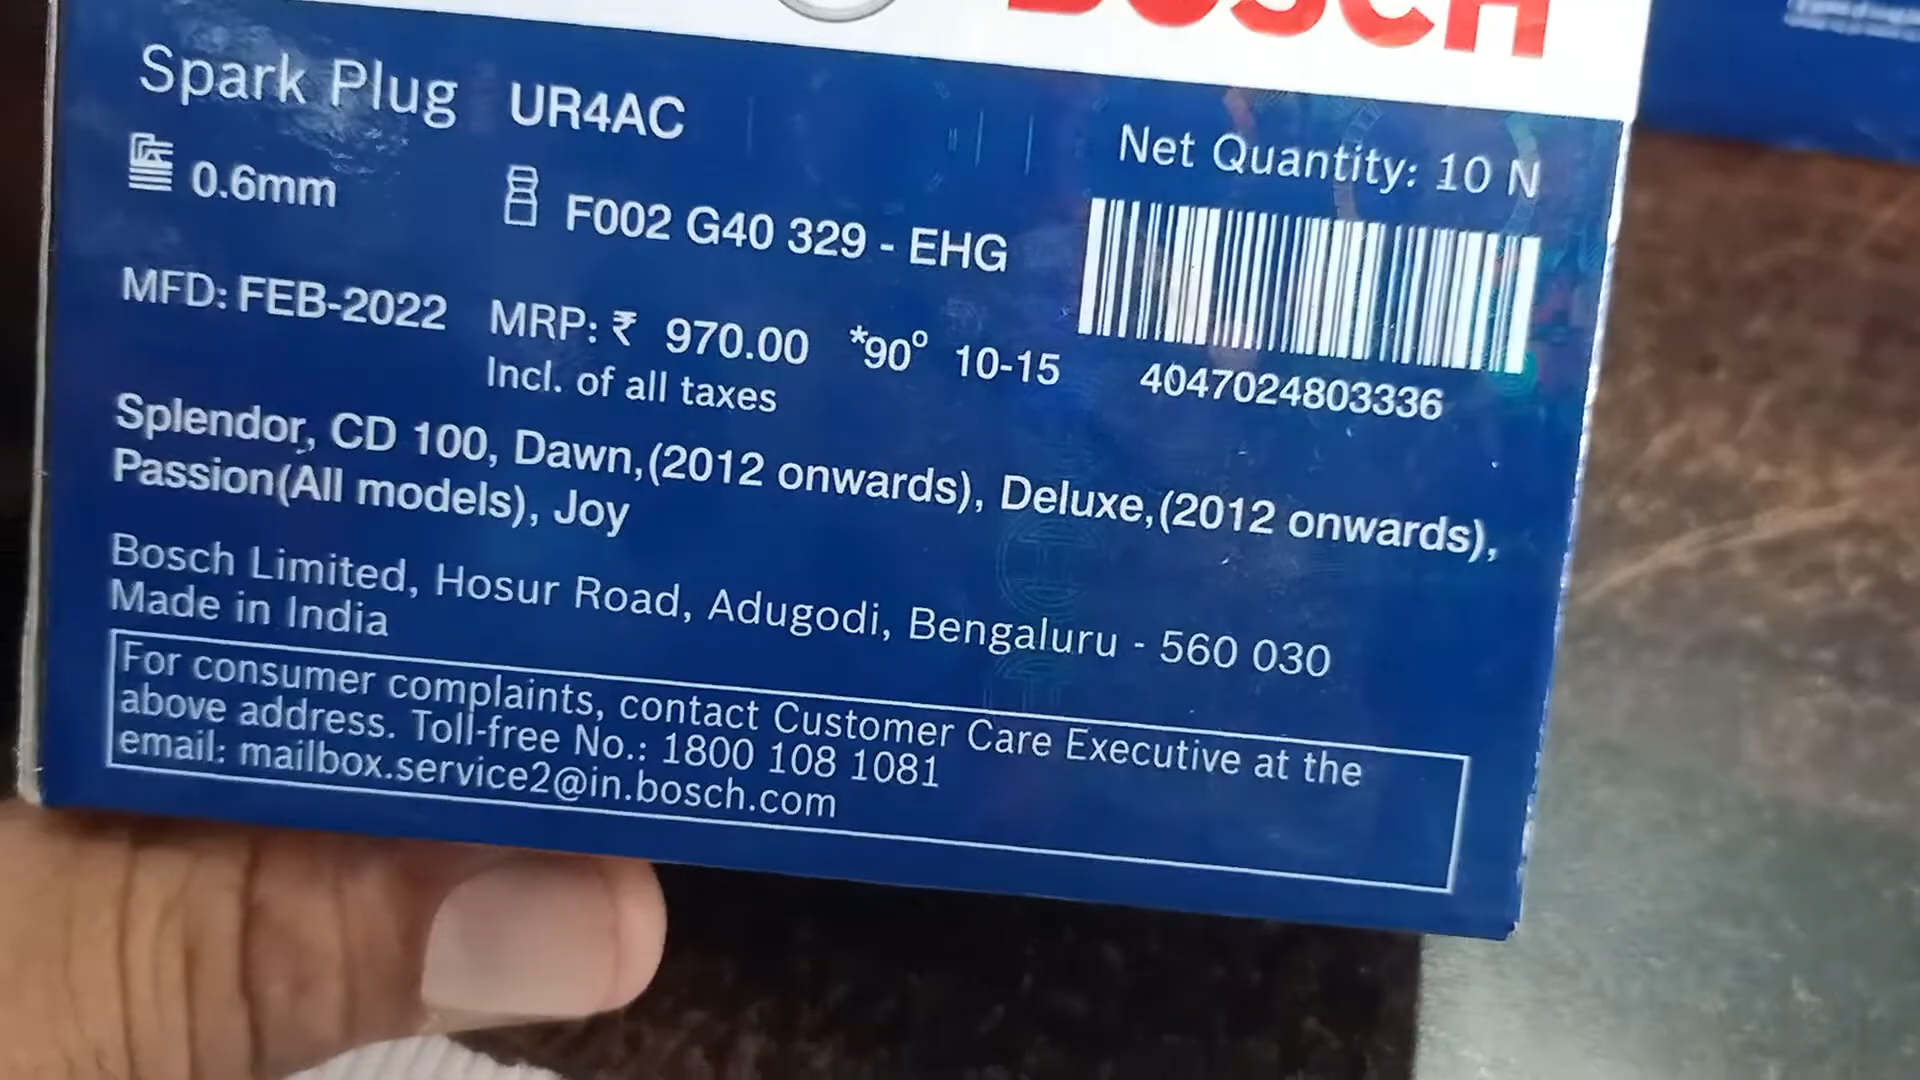 BOSCH
Spark Plug UR4AC
Net Quantity: 10 N
0.6mm
F002 G40 329 - EHG
MFD: FEB-2022 MRP: ₹ 970.00 *90° 10-15
Incl. of all taxes
4047024803336
Splendor, CD 100, Dawn,(2012 onwards), Deluxe,(2012 onwards),
Passion(All models), Joy
Bosch Limited, Hosur Road, Adugodi, Bengaluru - 560 030
Made in India
For consumer complaints, contact Customer Care Executive at the
above address. Toll-free No.: 1800 108 1081
email: mailbox.service2@in.bosch.com